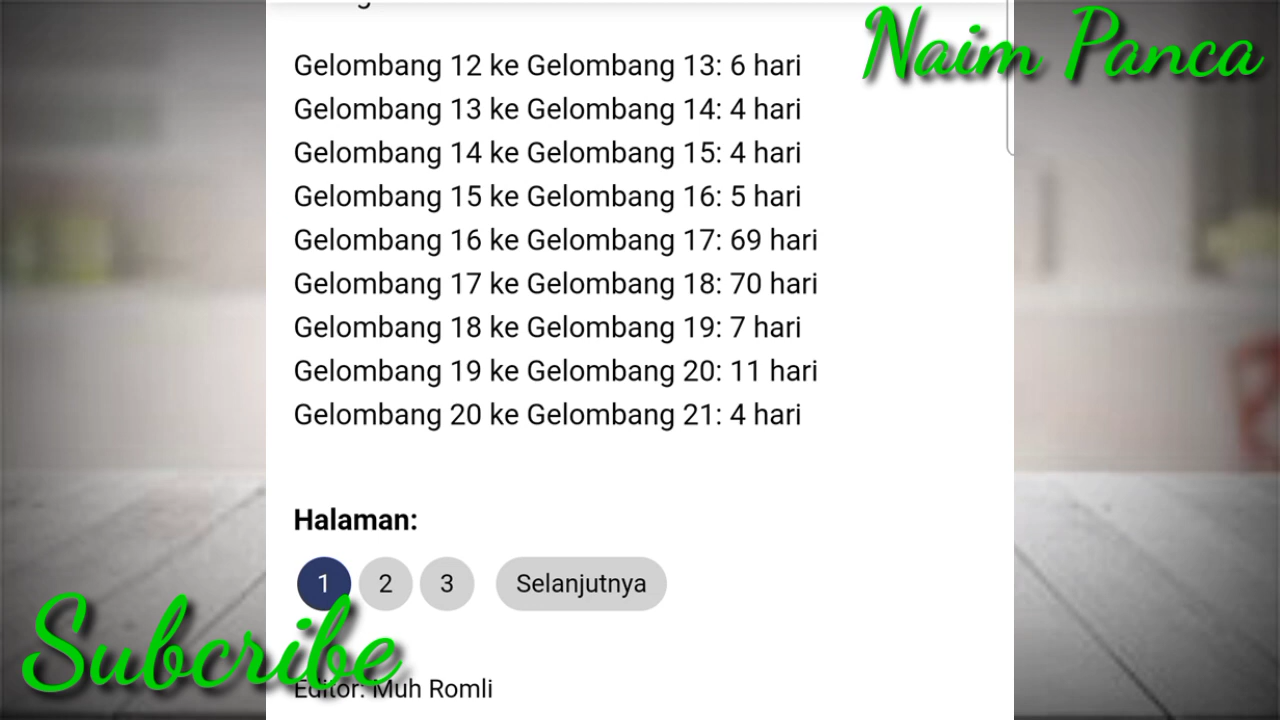 Naim Panca
Gelombang 12 ke Gelombang 13: 6 hari
Gelombang 13 ke Gelombang 14: 4 hari
Gelombang 14 ke Gelombang 15: 4 hari
Gelombang 15 ke Gelombang 16: 5 hari
Gelombang 16 ke Gelombang 17: 69 hari
Gelombang 17 ke Gelombang 18: 70 hari
Gelombang 18 ke Gelombang 19: 7 hari
Gelombang 19 ke Gelombang 20: 11 hari
Gelombang 20 ke Gelombang 21: 4 hari
Halaman:
1 2 3 Selanjutnya
Subcribe
Editor: Muh Romli